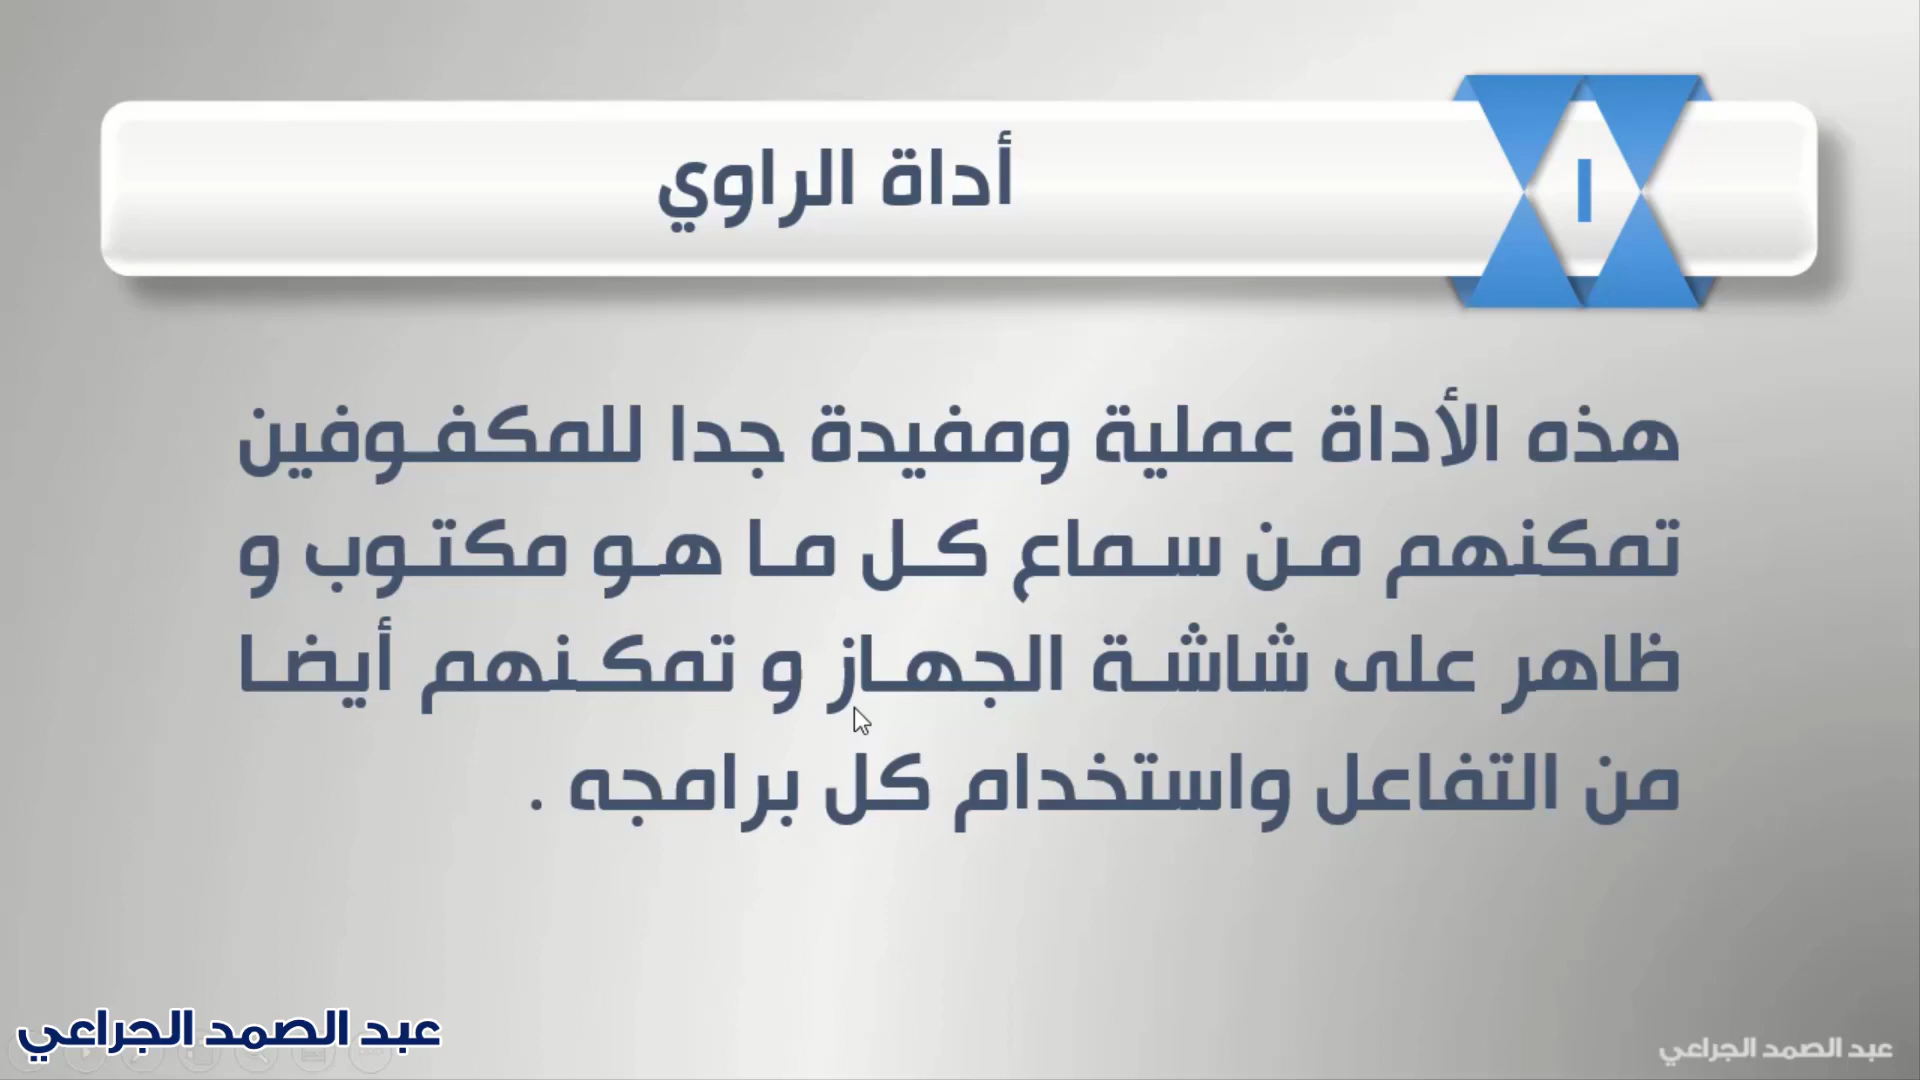 ١
أداة الراوي
هذه الأداة عملية ومفيدة جدا للمكفوفين
تمكنهم من سماع كل ما هو مكتوب و
ظاهر على شاشة الجهاز و تمكنهم أيضا
من التفاعل واستخدام كل برامجه .
عبد الصمد الجراعي
عبد الصمد الجراعي